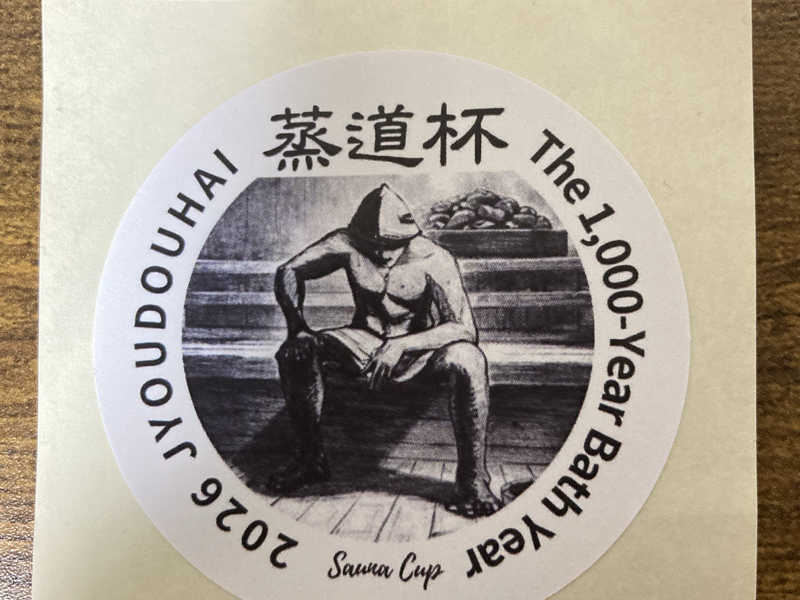 蒸道杯
2026 JYOUDOUHAI
The 1,000-Year Bath Year
Sauna Cup